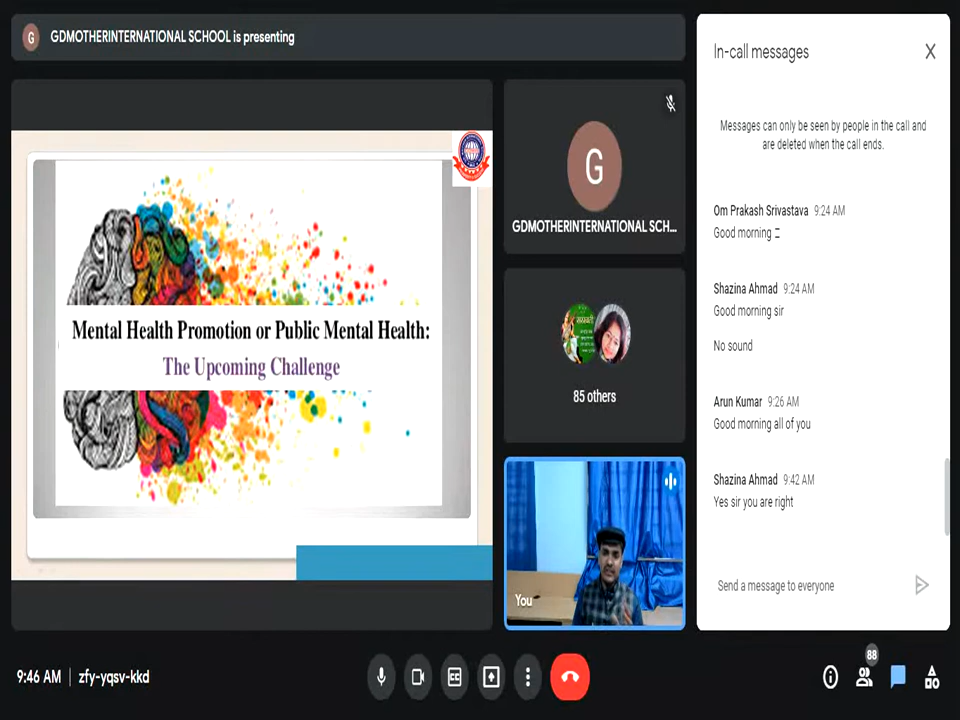 G
GDMOTHERINTERNATIONAL SCHOOL is presenting
Mental Health Promotion or Public Mental Health:
The Upcoming Challenge
G
GDMOTHERINTERNATIONAL SCH...
85 others
You
In-call messages
Messages can only be seen by people in the call and
are deleted when the call ends.
Om Prakash Srivastava 9:24 AM
Good morning
Shazina Ahmad 9:24 AM
Good morning sir
No sound
Arun Kumar 9:26 AM
Good morning all of you
Shazina Ahmad 9:42 AM
Yes sir you are right
Send a message to everyone
9:46 AM | zfy-yqsv-kkd
CC
88